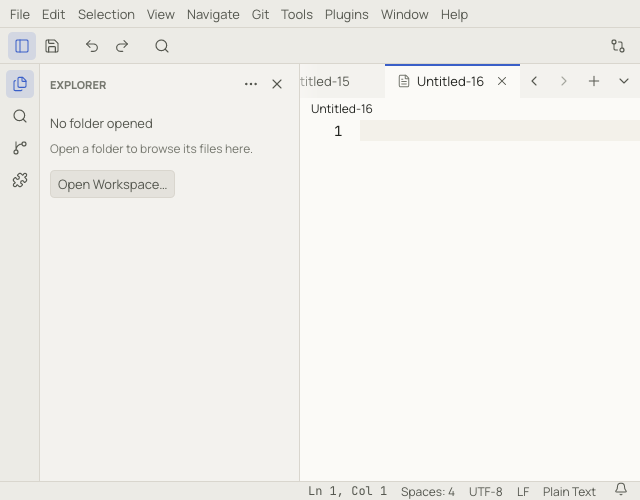 File Edit Selection View Navigate Git Tools Plugins Window Help
EXPLORER
No folder opened
Open a folder to browse its files here.
Open Workspace...
titled-15
Untitled-16
Untitled-16
1
Ln 1, Col 1 Spaces: 4 UTF-8 LF Plain Text